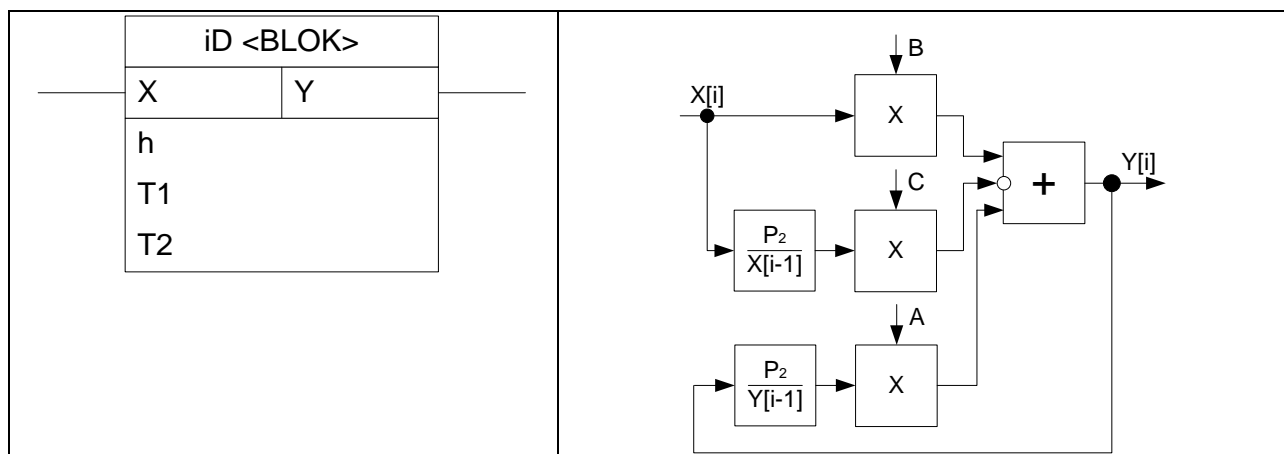 iD <BLOK>
X Y
h
T1
T2
B
X[i]
X
Y[i]
+
C
P₂
X[i-1]
X
A
P₂
Y[i-1]
X